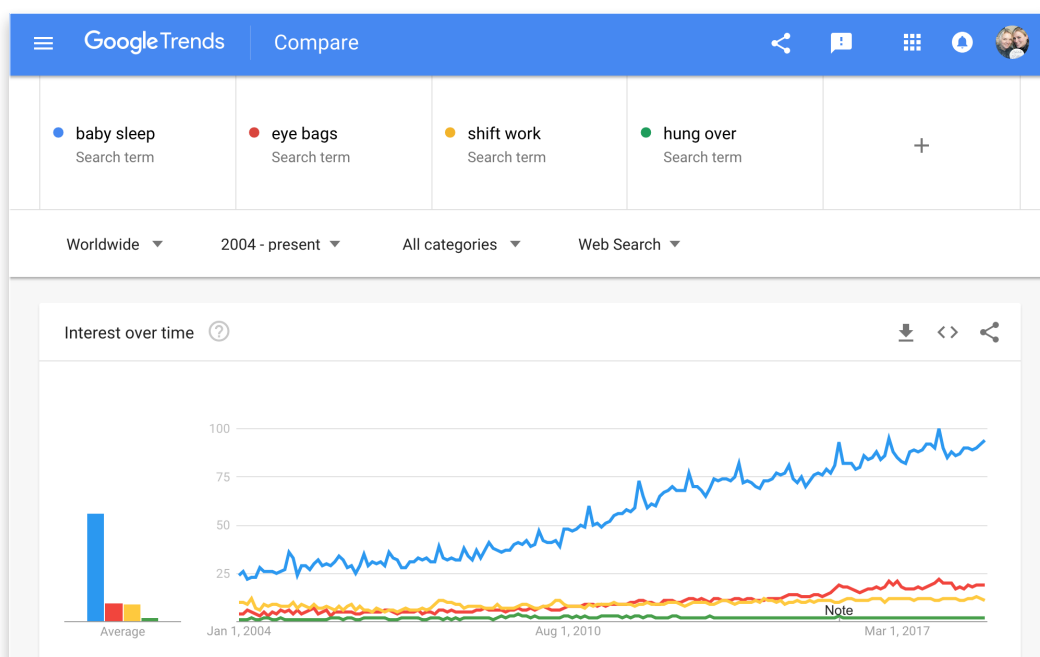 Google Trends Compare
baby sleep
Search term
eye bags
Search term
shift work
Search term
hung over
Search term
+
Worldwide 2004 - present All categories Web Search
Interest over time ?
100
75
50
25
Note
Average
Jan 1, 2004 Aug 1, 2010 Mar 1, 2017